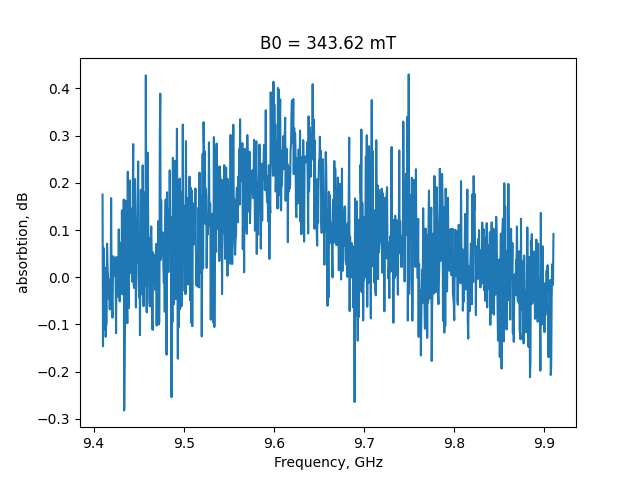 B0 = 343.62 mT
absorbtion, dB
0.4
0.3
0.2
0.1
0.0
−0.1
−0.2
−0.3
9.4 9.5 9.6 9.7 9.8 9.9
Frequency, GHz